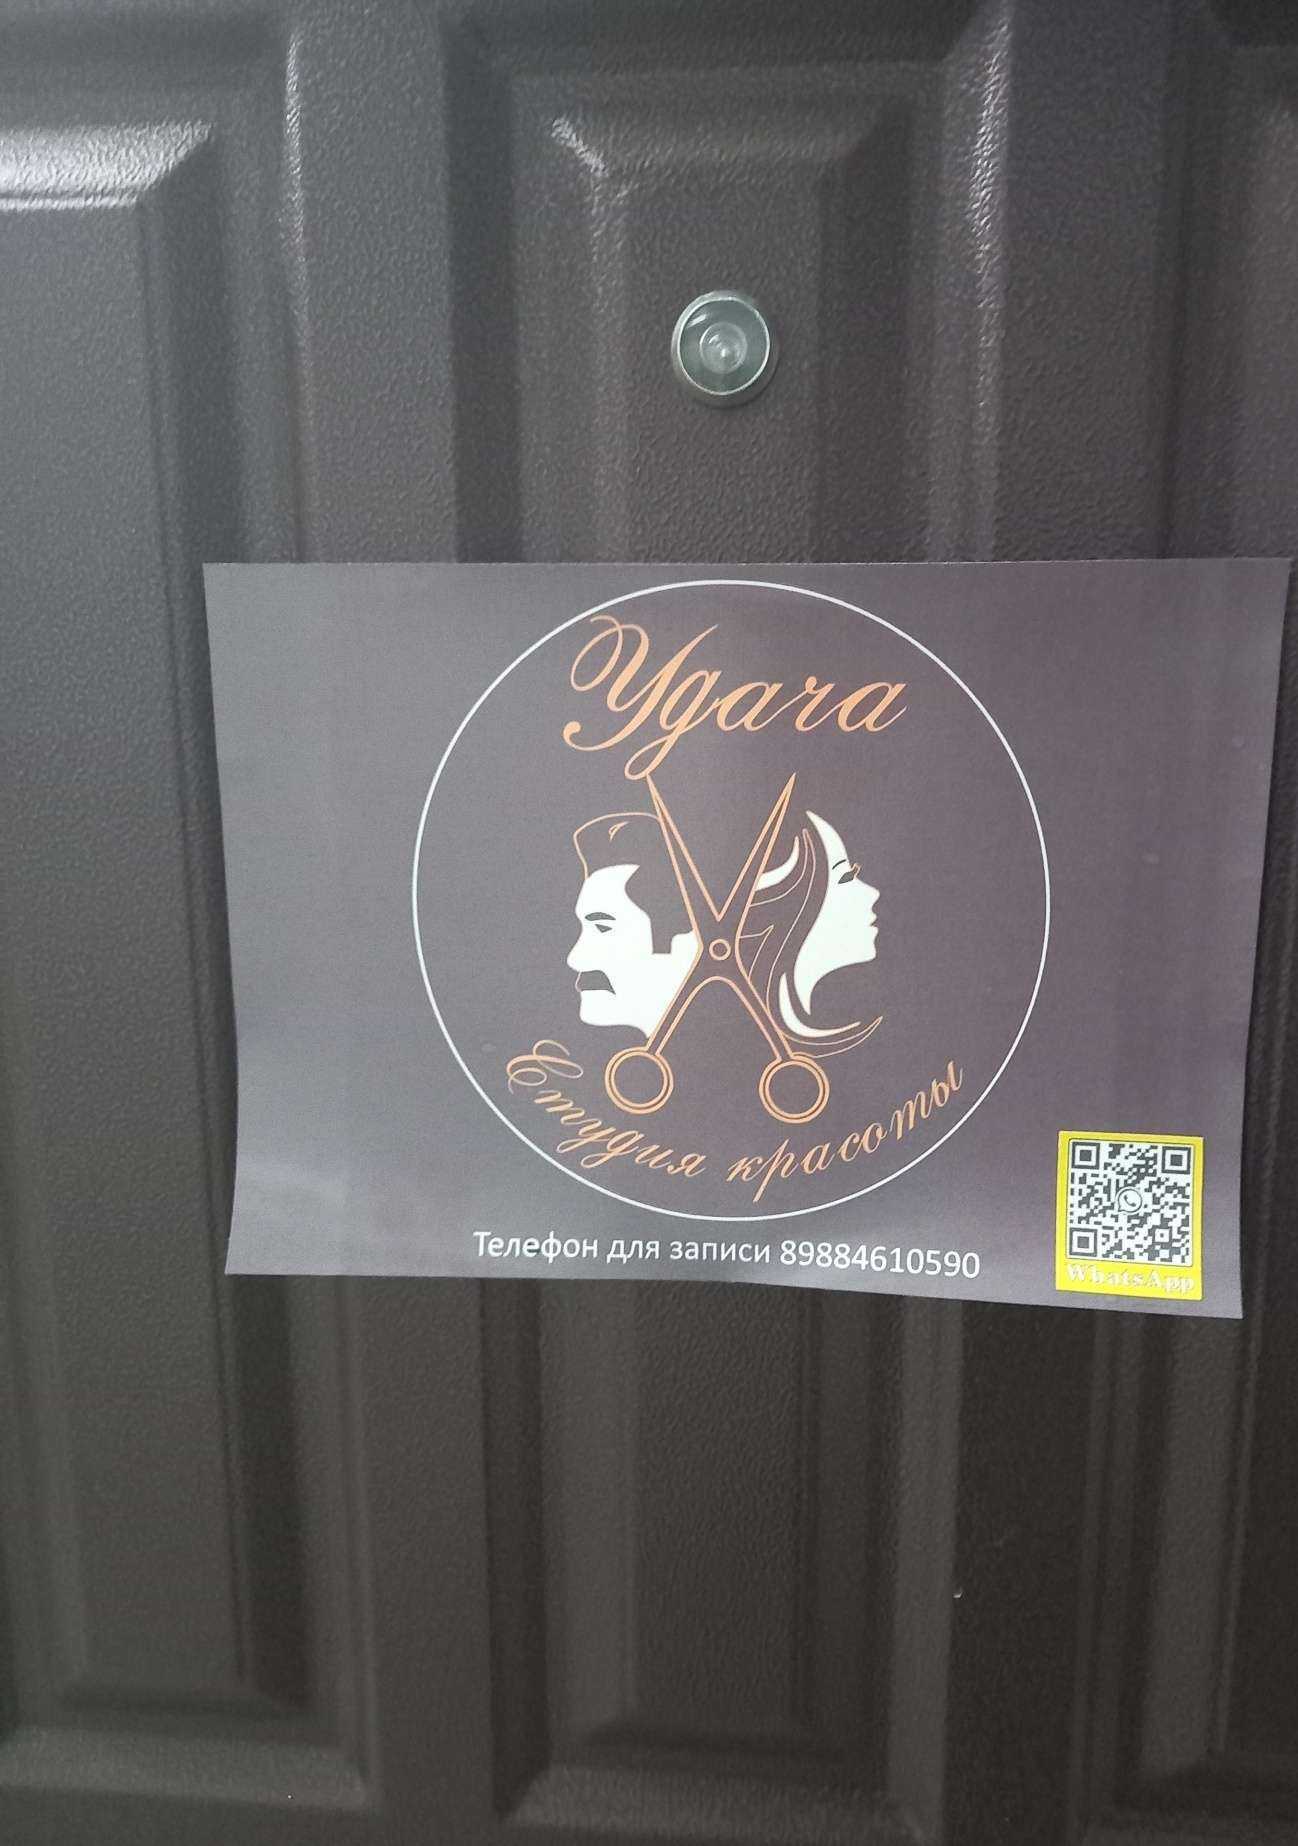 Удача
Студия красоты
Телефон для записи 89884610590
WhatsApp